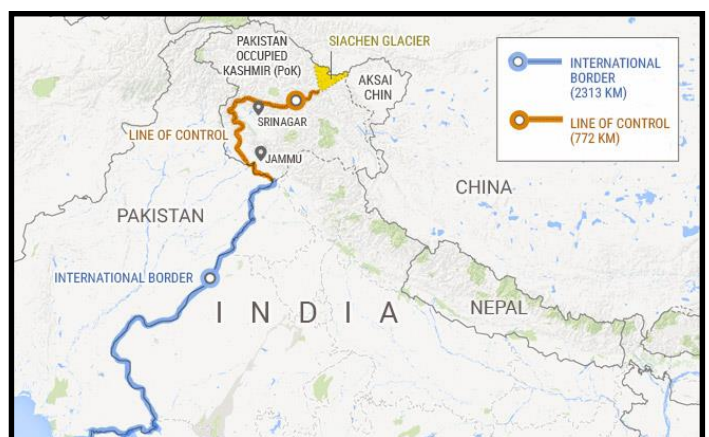 PAKISTAN
OCCUPIED
KASHMIR (PoK)
SIACHEN GLACIER
AKSAI
CHIN
SRINAGAR
LINE OF CONTROL
JAMMU
INTERNATIONAL
BORDER
(2313 KM)
LINE OF CONTROL
(772 KM)
CHINA
PAKISTAN
INTERNATIONAL BORDER
INDIA
NEPAL